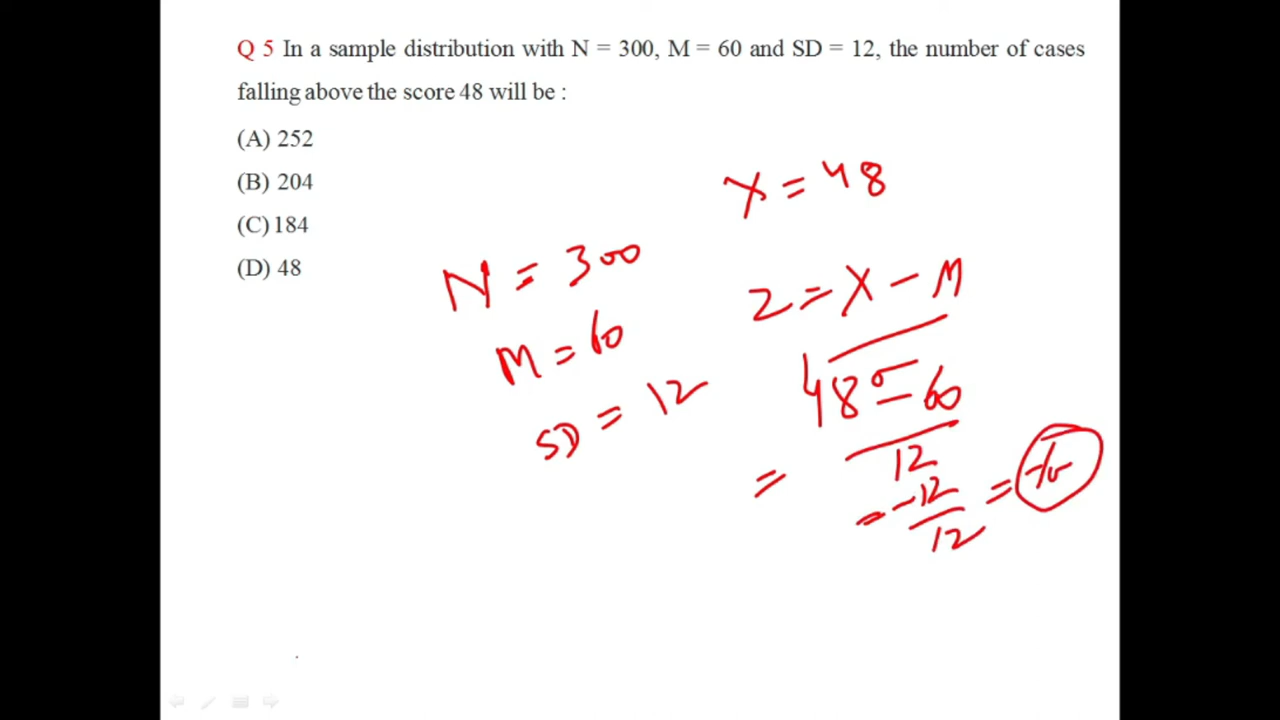 Q 5 In a sample distribution with N = 300, M = 60 and SD = 12, the number of cases
falling above the score 48 will be :
(A) 252
(B) 204
(C) 184
(D) 48
X = 48
N = 300
Z = X - M
σ
M = 60
48 - 60
12
SD = 12
=
= -12
12
=